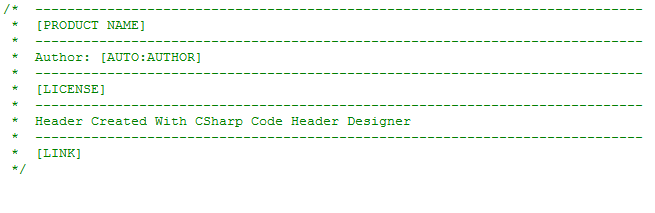 /*  ----------------------------------------------------------------------------
 *  [PRODUCT NAME]
 *  ----------------------------------------------------------------------------
 *  Author: [AUTO:AUTHOR]
 *  ----------------------------------------------------------------------------
 *  [LICENSE]
 *  ----------------------------------------------------------------------------
 *  Header Created With CSharp Code Header Designer
 *  ----------------------------------------------------------------------------
 *  [LINK]
 */